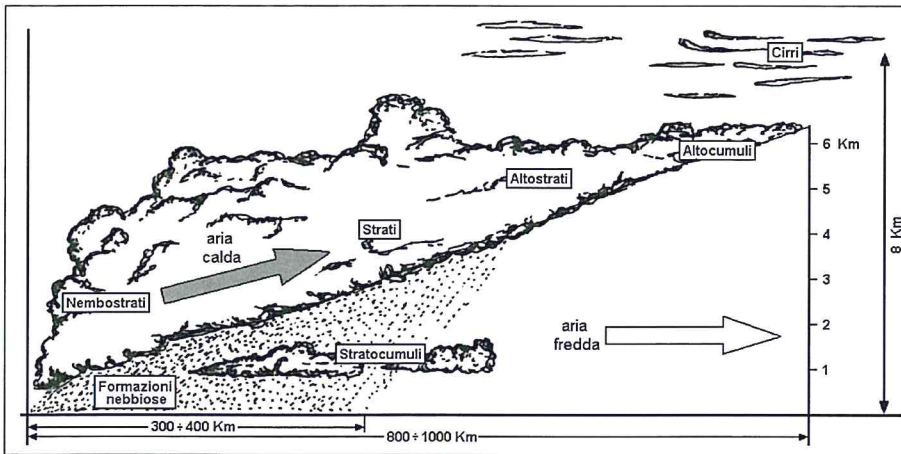 Cirri
Altocumuli
6 Km
Altostrati
5
Strati
4
aria
calda
3
8 Km
Nembostrati
2
aria
fredda
Stratocumuli
1
Formazioni
nebbiose
300÷400 Km
800÷1000 Km